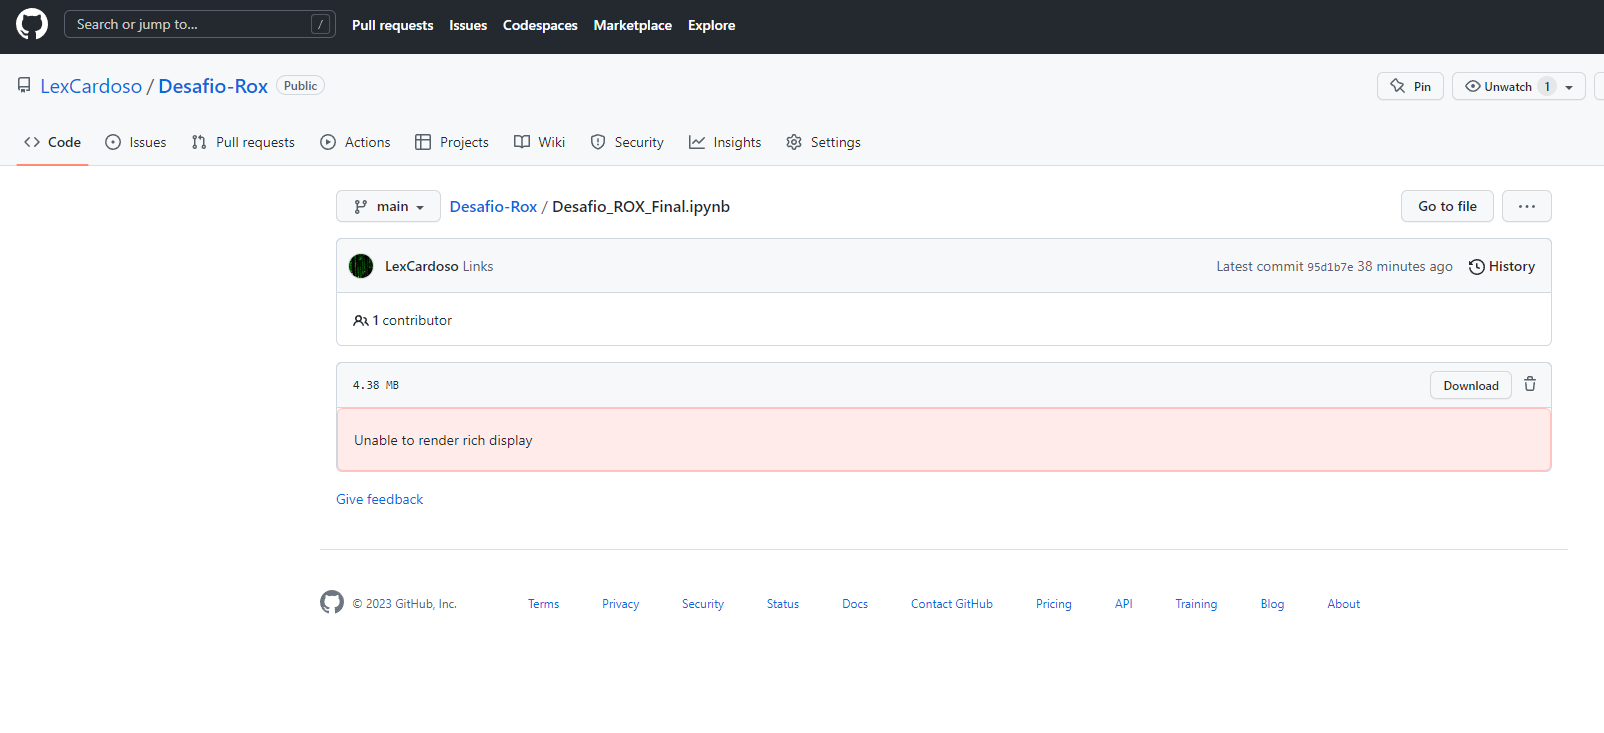 Search or jump to... /
Pull requests Issues Codespaces Marketplace Explore
LexCardoso / Desafio-Rox Public
Pin Unwatch 1
Code Issues Pull requests Actions Projects Wiki Security Insights Settings
main Desafio-Rox / Desafio_ROX_Final.ipynb Go to file ...
LexCardoso Links Latest commit 95d1b7e 38 minutes ago History
1 contributor
4.38 MB Download
Unable to render rich display
Give feedback
© 2023 GitHub, Inc. Terms Privacy Security Status Docs Contact GitHub Pricing API Training Blog About